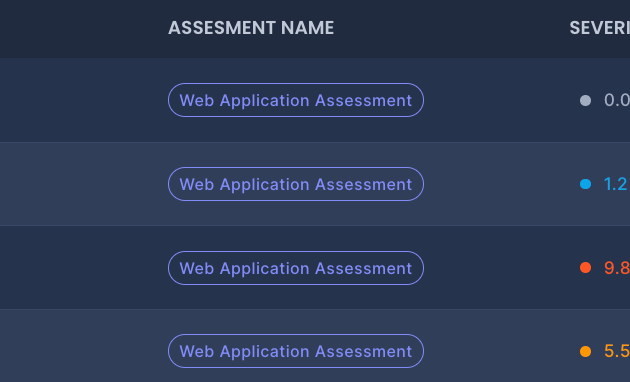 ASSESMENT NAME SEVERI
Web Application Assessment 0.0
Web Application Assessment 1.2
Web Application Assessment 9.8
Web Application Assessment 5.5